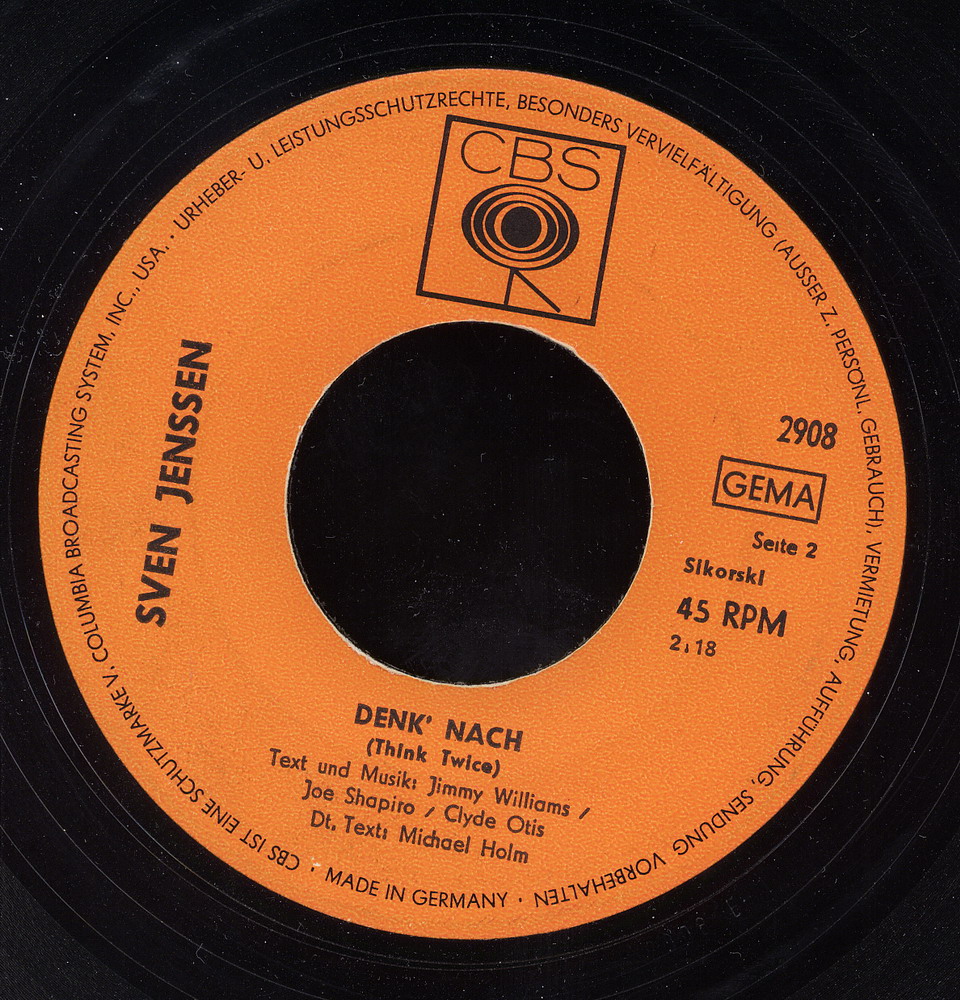 CBS
SVEN JENSSEN
2908
GEMA
Seite 2
Sikorski
45 RPM
2:18
DENK' NACH
(Think Twice)
Text und Musik: Jimmy Williams /
Joe Shapiro / Clyde Otis
Dt. Text: Michael Holm
CBS IST EINE SCHUTZMARKE V. COLUMBIA BROADCASTING SYSTEM, INC., USA. · URHEBER- U. LEISTUNGSSCHUTZRECHTE, BESONDERS VERVIELFÄLTIGUNG (AUSSER Z. PERSÖNL. GEBRAUCH), VERMIETUNG, AUFFÜHRUNG, SENDUNG VORBEHALTEN · MADE IN GERMANY ·